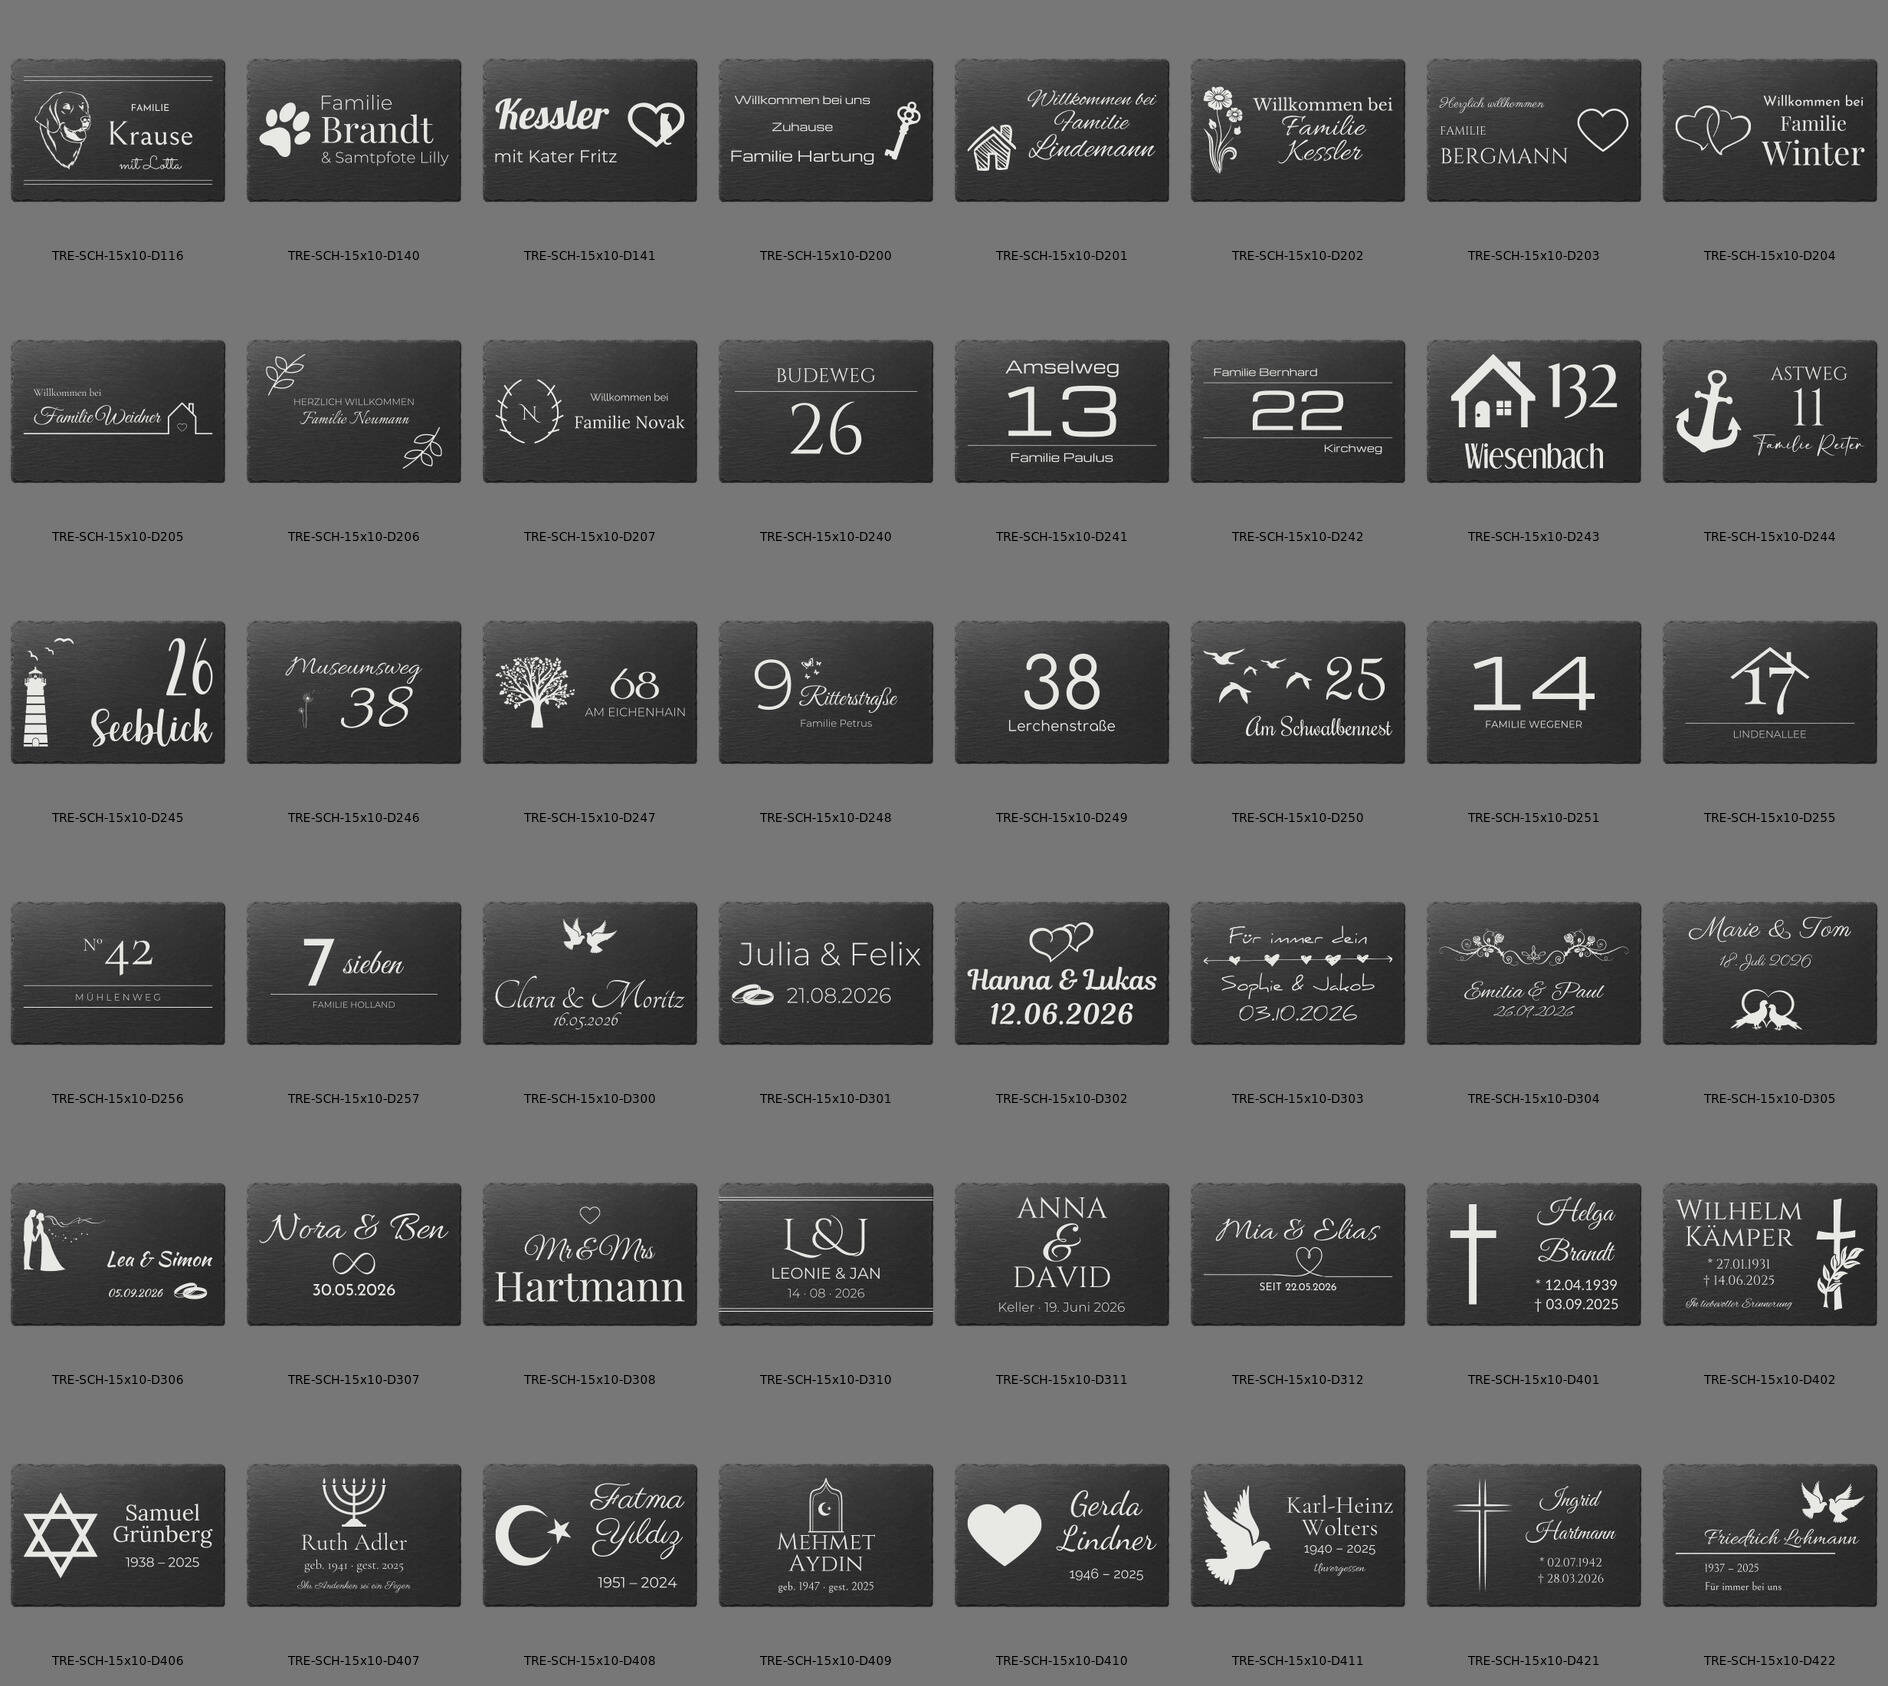 FAMILIE
Krause
mit Lotta
TRE-SCH-15x10-D116
Familie
Brandt
& Samtpfote Lilly
TRE-SCH-15x10-D140
Kessler
mit Kater Fritz
TRE-SCH-15x10-D141
Willkommen bei uns
Zuhause
Familie Hartung
TRE-SCH-15x10-D200
Willkommen bei
Familie
Lindemann
TRE-SCH-15x10-D201
Willkommen bei
Familie
Kessler
TRE-SCH-15x10-D202
Herzlich willkommen
FAMILIE
BERGMANN
TRE-SCH-15x10-D203
Willkommen bei
Familie
Winter
TRE-SCH-15x10-D204
Willkommen bei
Familie Weidner
TRE-SCH-15x10-D205
HERZLICH WILLKOMMEN
Familie Neumann
TRE-SCH-15x10-D206
N
Willkommen bei
Familie Novak
TRE-SCH-15x10-D207
BUDEWEG
26
TRE-SCH-15x10-D240
Amselweg
13
Familie Paulus
TRE-SCH-15x10-D241
Familie Bernhard
22
Kirchweg
TRE-SCH-15x10-D242
132
Wiesenbach
TRE-SCH-15x10-D243
ASTWEG
11
Familie Reiter
TRE-SCH-15x10-D244
26
Seeblick
TRE-SCH-15x10-D245
Museumsweg
38
TRE-SCH-15x10-D246
68
AM EICHENHAIN
TRE-SCH-15x10-D247
9
Ritterstraße
Familie Petrus
TRE-SCH-15x10-D248
38
Lerchenstraße
TRE-SCH-15x10-D249
25
Am Schwalbennest
TRE-SCH-15x10-D250
14
FAMILIE WEGENER
TRE-SCH-15x10-D251
17
LINDENALLEE
TRE-SCH-15x10-D255
Nº 42
MÜHLENWEG
TRE-SCH-15x10-D256
7 sieben
FAMILIE HOLLAND
TRE-SCH-15x10-D257
Clara & Moritz
16.05.2026
TRE-SCH-15x10-D300
Julia & Felix
21.08.2026
TRE-SCH-15x10-D301
Hanna & Lukas
12.06.2026
TRE-SCH-15x10-D302
Für immer dein
Sophie & Jakob
03.10.2026
TRE-SCH-15x10-D303
Emilia & Paul
26.09.2026
TRE-SCH-15x10-D304
Marie & Tom
18. Juli 2026
TRE-SCH-15x10-D305
Lea & Simon
05.09.2026
TRE-SCH-15x10-D306
Nora & Ben
30.05.2026
TRE-SCH-15x10-D307
Mr & Mrs
Hartmann
TRE-SCH-15x10-D308
L&J
LEONIE & JAN
14 · 08 · 2026
TRE-SCH-15x10-D310
ANNA
&
DAVID
Keller · 19. Juni 2026
TRE-SCH-15x10-D311
Mia & Elias
SEIT 22.05.2026
TRE-SCH-15x10-D312
Helga
Brandt
* 12.04.1939
† 03.09.2025
TRE-SCH-15x10-D401
WILHELM
KÄMPER
* 27.01.1931
† 14.06.2025
In liebevoller Erinnerung
TRE-SCH-15x10-D402
Samuel
Grünberg
1938 – 2025
TRE-SCH-15x10-D406
Ruth Adler
geb. 1941 · gest. 2025
Ihr Andenken sei ein Segen
TRE-SCH-15x10-D407
Fatma
Yıldız
1951 – 2024
TRE-SCH-15x10-D408
MEHMET
AYDIN
geb. 1947 · gest. 2025
TRE-SCH-15x10-D409
Gerda
Lindner
1946 – 2025
TRE-SCH-15x10-D410
Karl-Heinz
Wolters
1940 – 2025
Unvergessen
TRE-SCH-15x10-D411
Ingrid
Hartmann
* 02.07.1942
† 28.03.2026
TRE-SCH-15x10-D421
Friedrich Lohmann
1937 – 2025
Für immer bei uns
TRE-SCH-15x10-D422